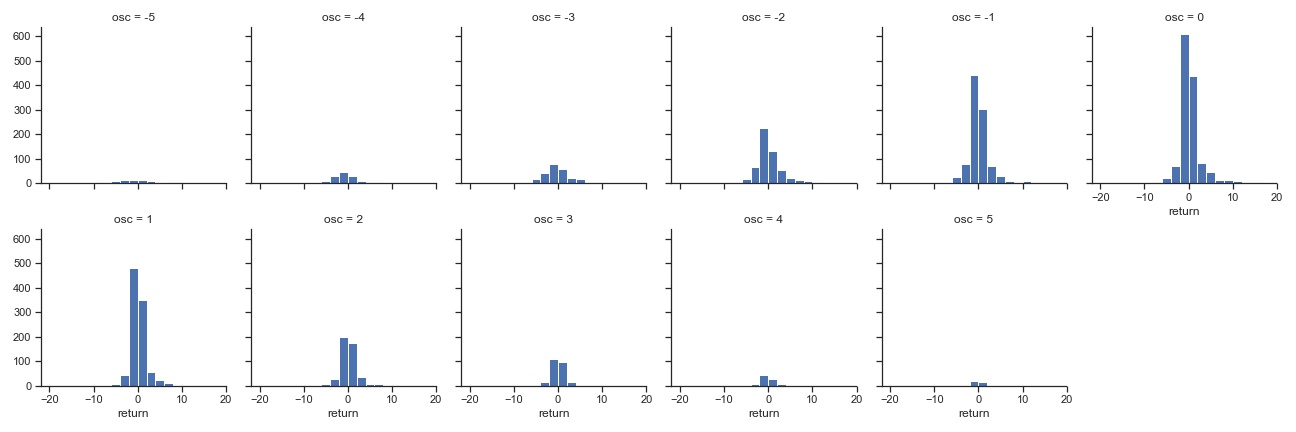 osc = -5
osc = -4
osc = -3
osc = -2
osc = -1
osc = 0
600
500
400
300
200
100
0
−20 −10 0 10 20
return
osc = 1
osc = 2
osc = 3
osc = 4
osc = 5
600
500
400
300
200
100
0
−20 −10 0 10 20
−20 −10 0 10 20
−20 −10 0 10 20
−20 −10 0 10 20
−20 −10 0 10 20
return
return
return
return
return